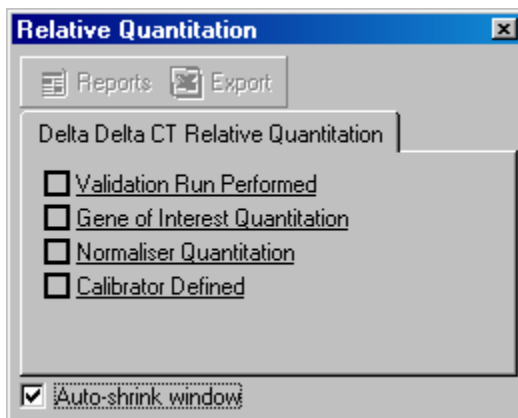 Relative Quantitation
Reports Export
Delta Delta CT Relative Quantitation
Validation Run Performed
Gene of Interest Quantitation
Normaliser Quantitation
Calibrator Defined
Auto-shrink window